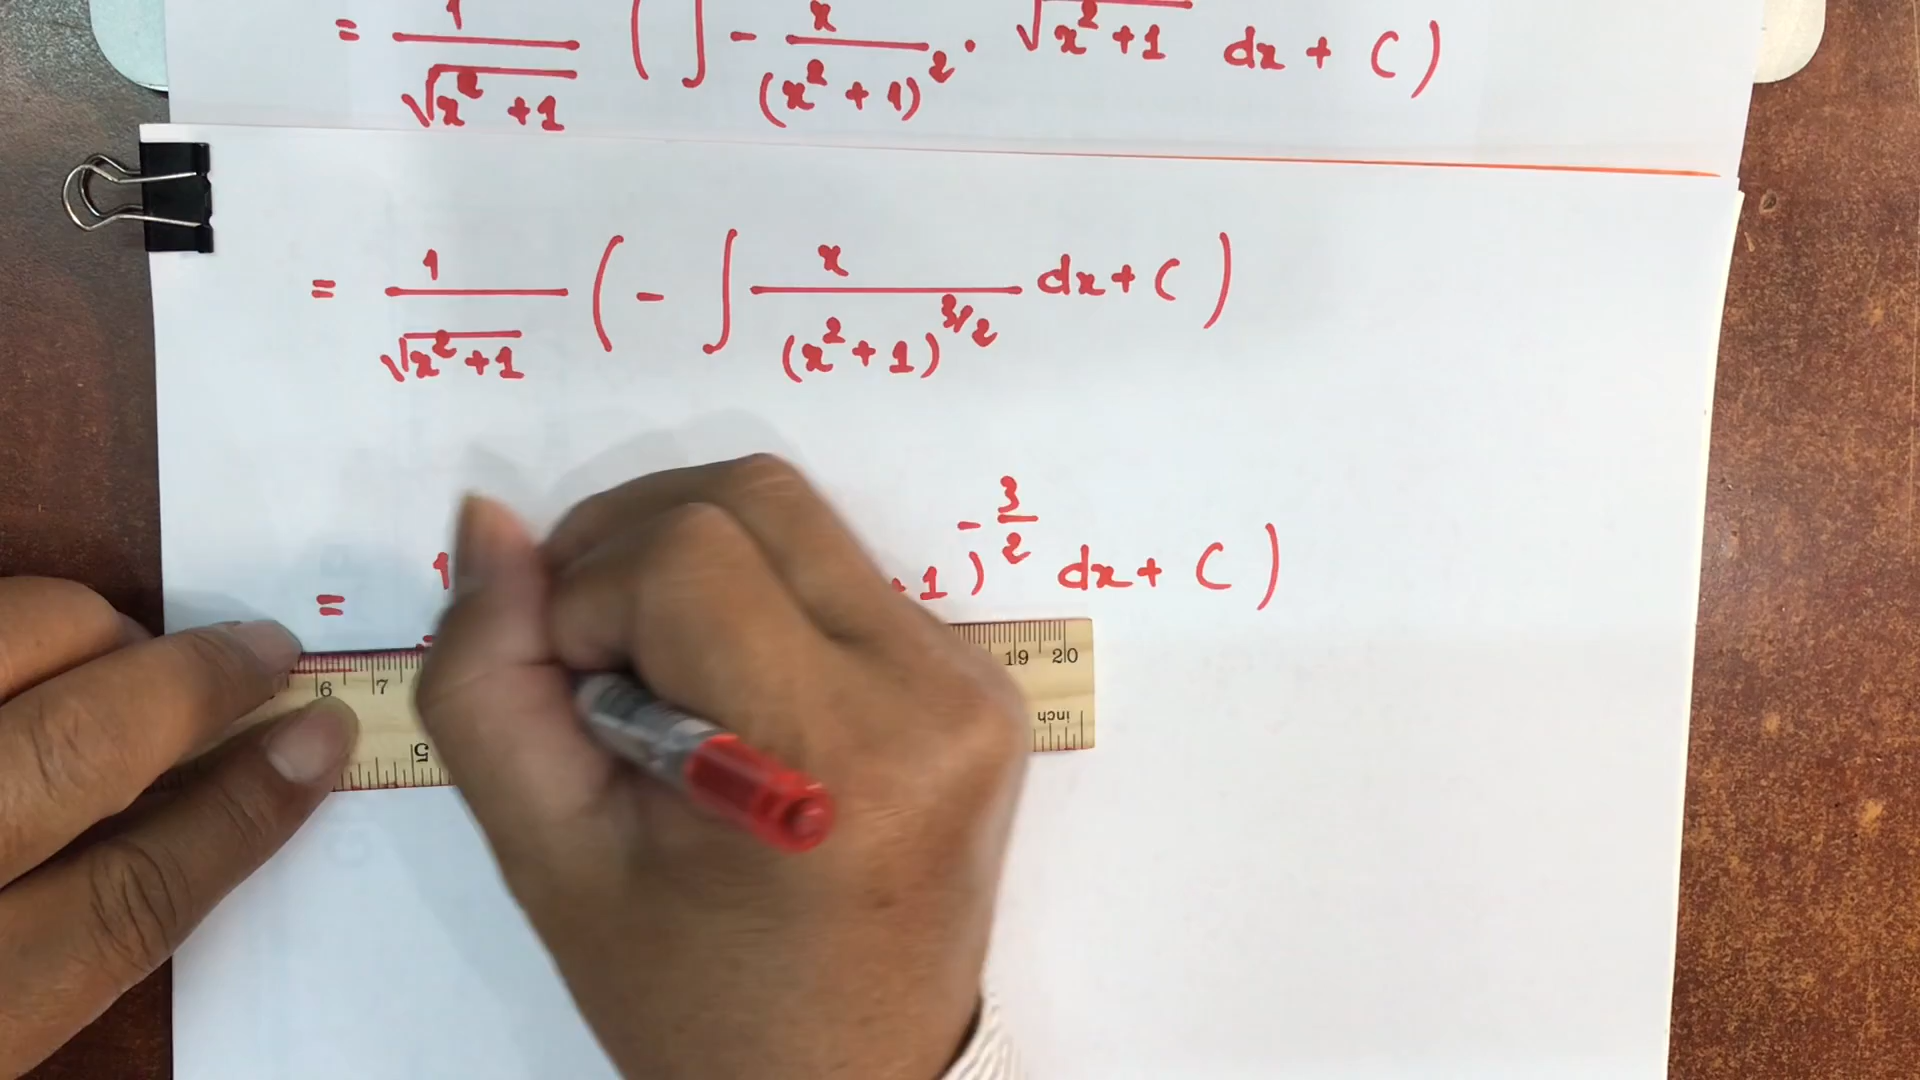 = 1/√(x²+1) ( ∫ - x/(x²+1)² · √(x²+1) dx + C )
= 1/√(x²+1) ( - ∫ x/(x²+1)^3/2 dx + C )
= 1 +1)^-3/2 dx + C )
6 7 19 20
5 inch